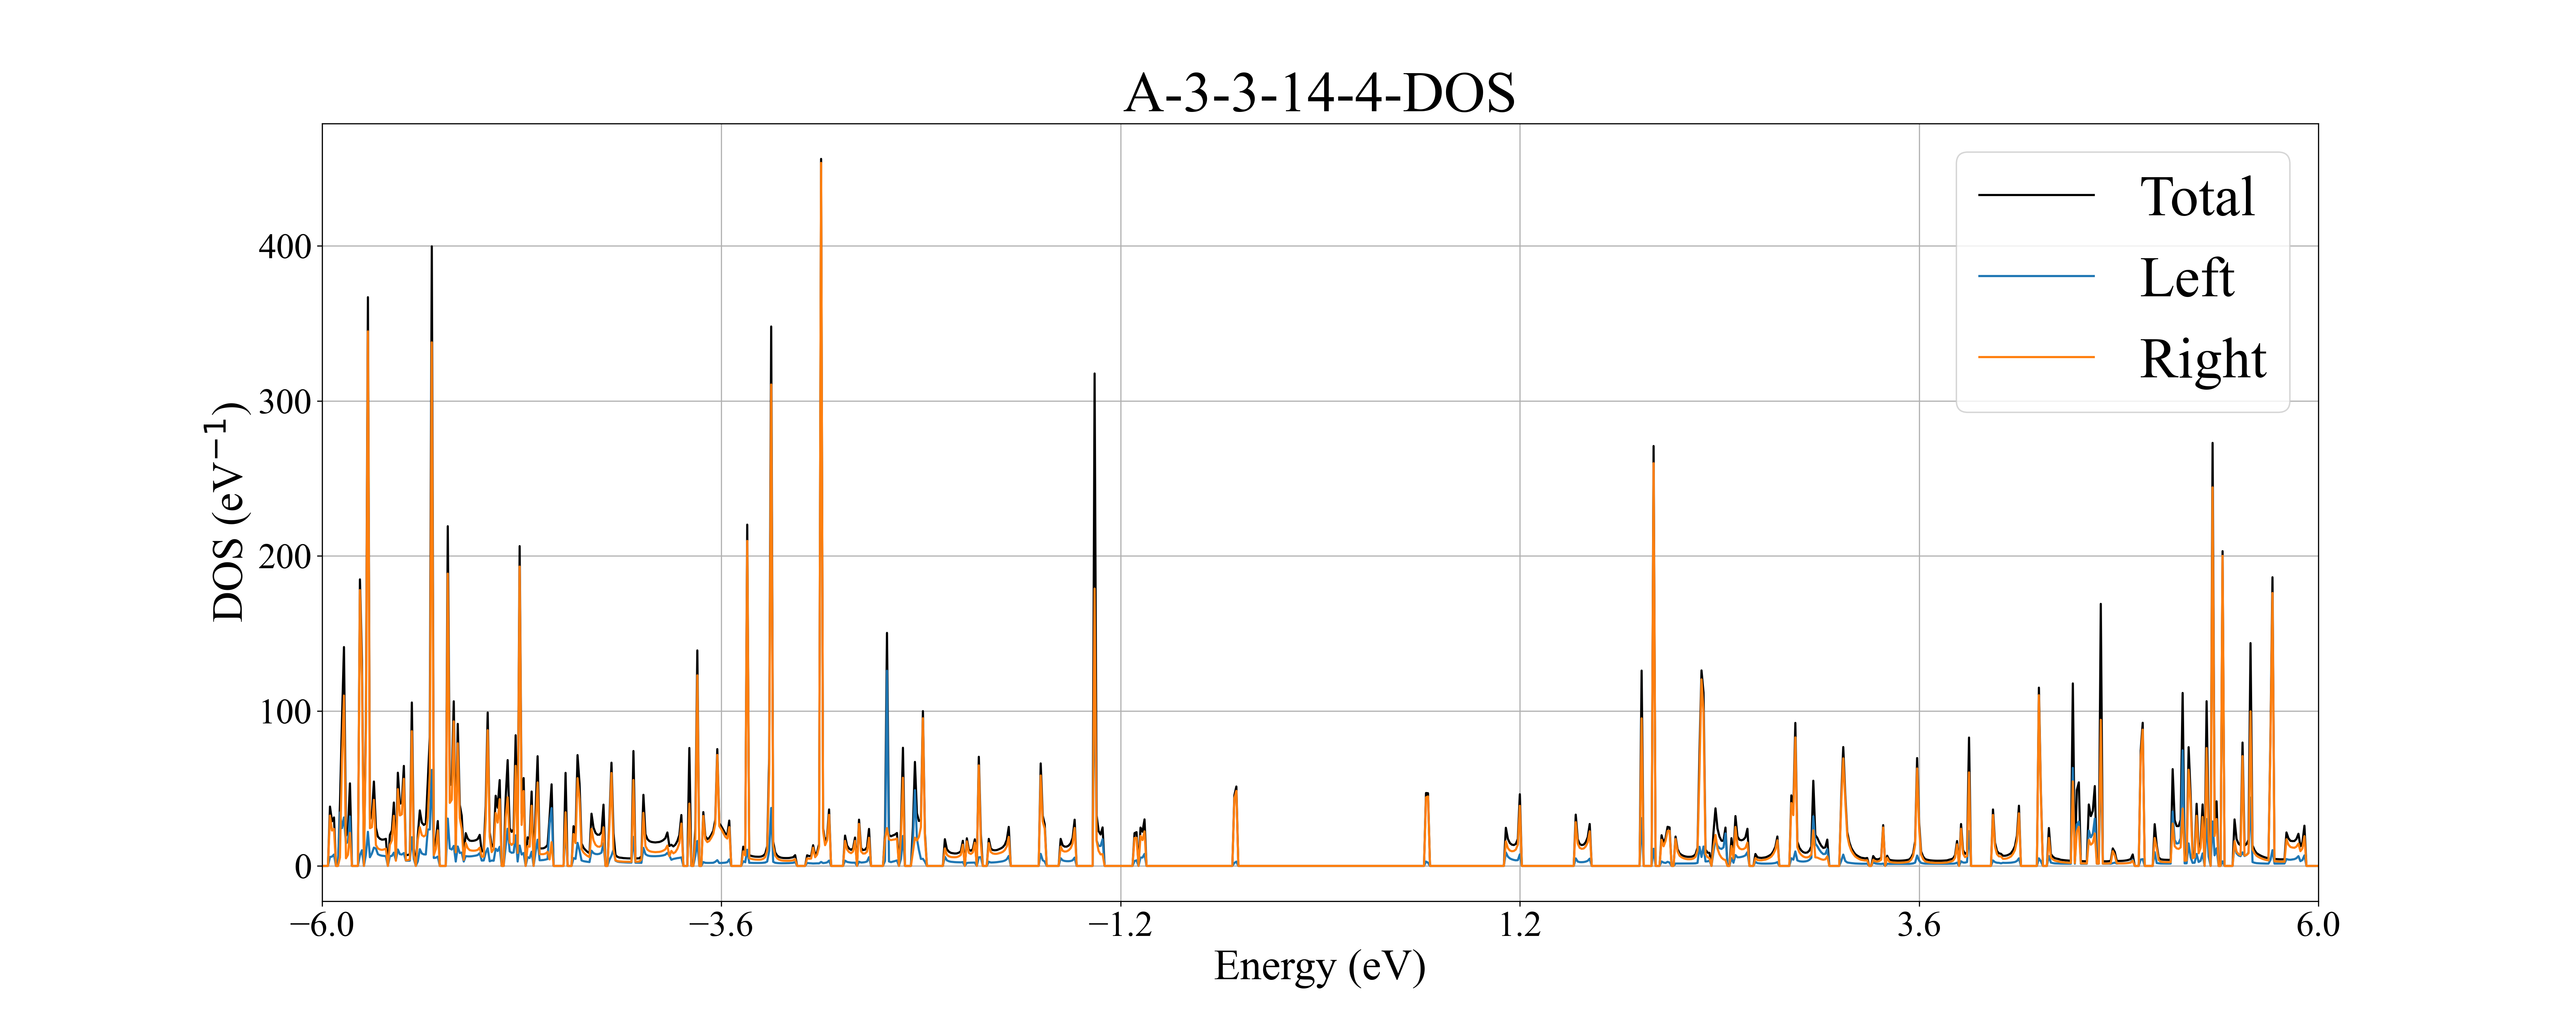 A-3-3-14-4-DOS
Total
Left
Right
400
300
200
100
0
DOS (eV⁻¹)
−6.0
−3.6
−1.2
1.2
3.6
6.0
Energy (eV)